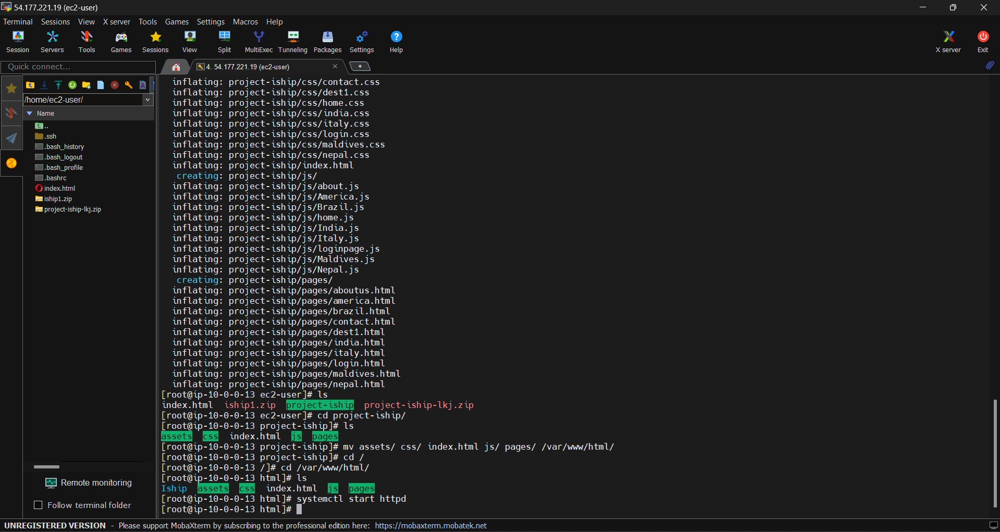 54.177.221.19 (ec2-user)
Terminal Sessions View X server Tools Games Settings Macros Help
Session Servers Tools Games Sessions View Split MultiExec Tunneling Packages Settings Help X server Exit
Quick connect...
4. 54.177.221.19 (ec2-user)
/home/ec2-user/
Name
..
.ssh
.bash_history
.bash_logout
.bash_profile
.bashrc
index.html
iship1.zip
project-iship-lkj.zip
Remote monitoring
Follow terminal folder
inflating: project-iship/css/contact.css
inflating: project-iship/css/dest1.css
inflating: project-iship/css/home.css
inflating: project-iship/css/india.css
inflating: project-iship/css/italy.css
inflating: project-iship/css/login.css
inflating: project-iship/css/maldives.css
inflating: project-iship/css/nepal.css
inflating: project-iship/index.html
creating: project-iship/js/
inflating: project-iship/js/about.js
inflating: project-iship/js/America.js
inflating: project-iship/js/Brazil.js
inflating: project-iship/js/home.js
inflating: project-iship/js/India.js
inflating: project-iship/js/Italy.js
inflating: project-iship/js/loginpage.js
inflating: project-iship/js/Maldives.js
inflating: project-iship/js/Nepal.js
creating: project-iship/pages/
inflating: project-iship/pages/aboutus.html
inflating: project-iship/pages/america.html
inflating: project-iship/pages/brazil.html
inflating: project-iship/pages/contact.html
inflating: project-iship/pages/dest1.html
inflating: project-iship/pages/india.html
inflating: project-iship/pages/italy.html
inflating: project-iship/pages/login.html
inflating: project-iship/pages/maldives.html
inflating: project-iship/pages/nepal.html
[root@ip-10-0-0-13 ec2-user]# ls
index.html iship1.zip project-iship project-iship-lkj.zip
[root@ip-10-0-0-13 ec2-user]# cd project-iship/
[root@ip-10-0-0-13 project-iship]# ls
assets css index.html js pages
[root@ip-10-0-0-13 project-iship]# mv assets/ css/ index.html js/ pages/ /var/www/html/
[root@ip-10-0-0-13 project-iship]# cd /
[root@ip-10-0-0-13 /]# cd /var/www/html/
[root@ip-10-0-0-13 html]# ls
Iship assets css index.html js pages
[root@ip-10-0-0-13 html]# systemctl start httpd
[root@ip-10-0-0-13 html]#
UNREGISTERED VERSION - Please support MobaXterm by subscribing to the professional edition here: https://mobaxterm.mobatek.net